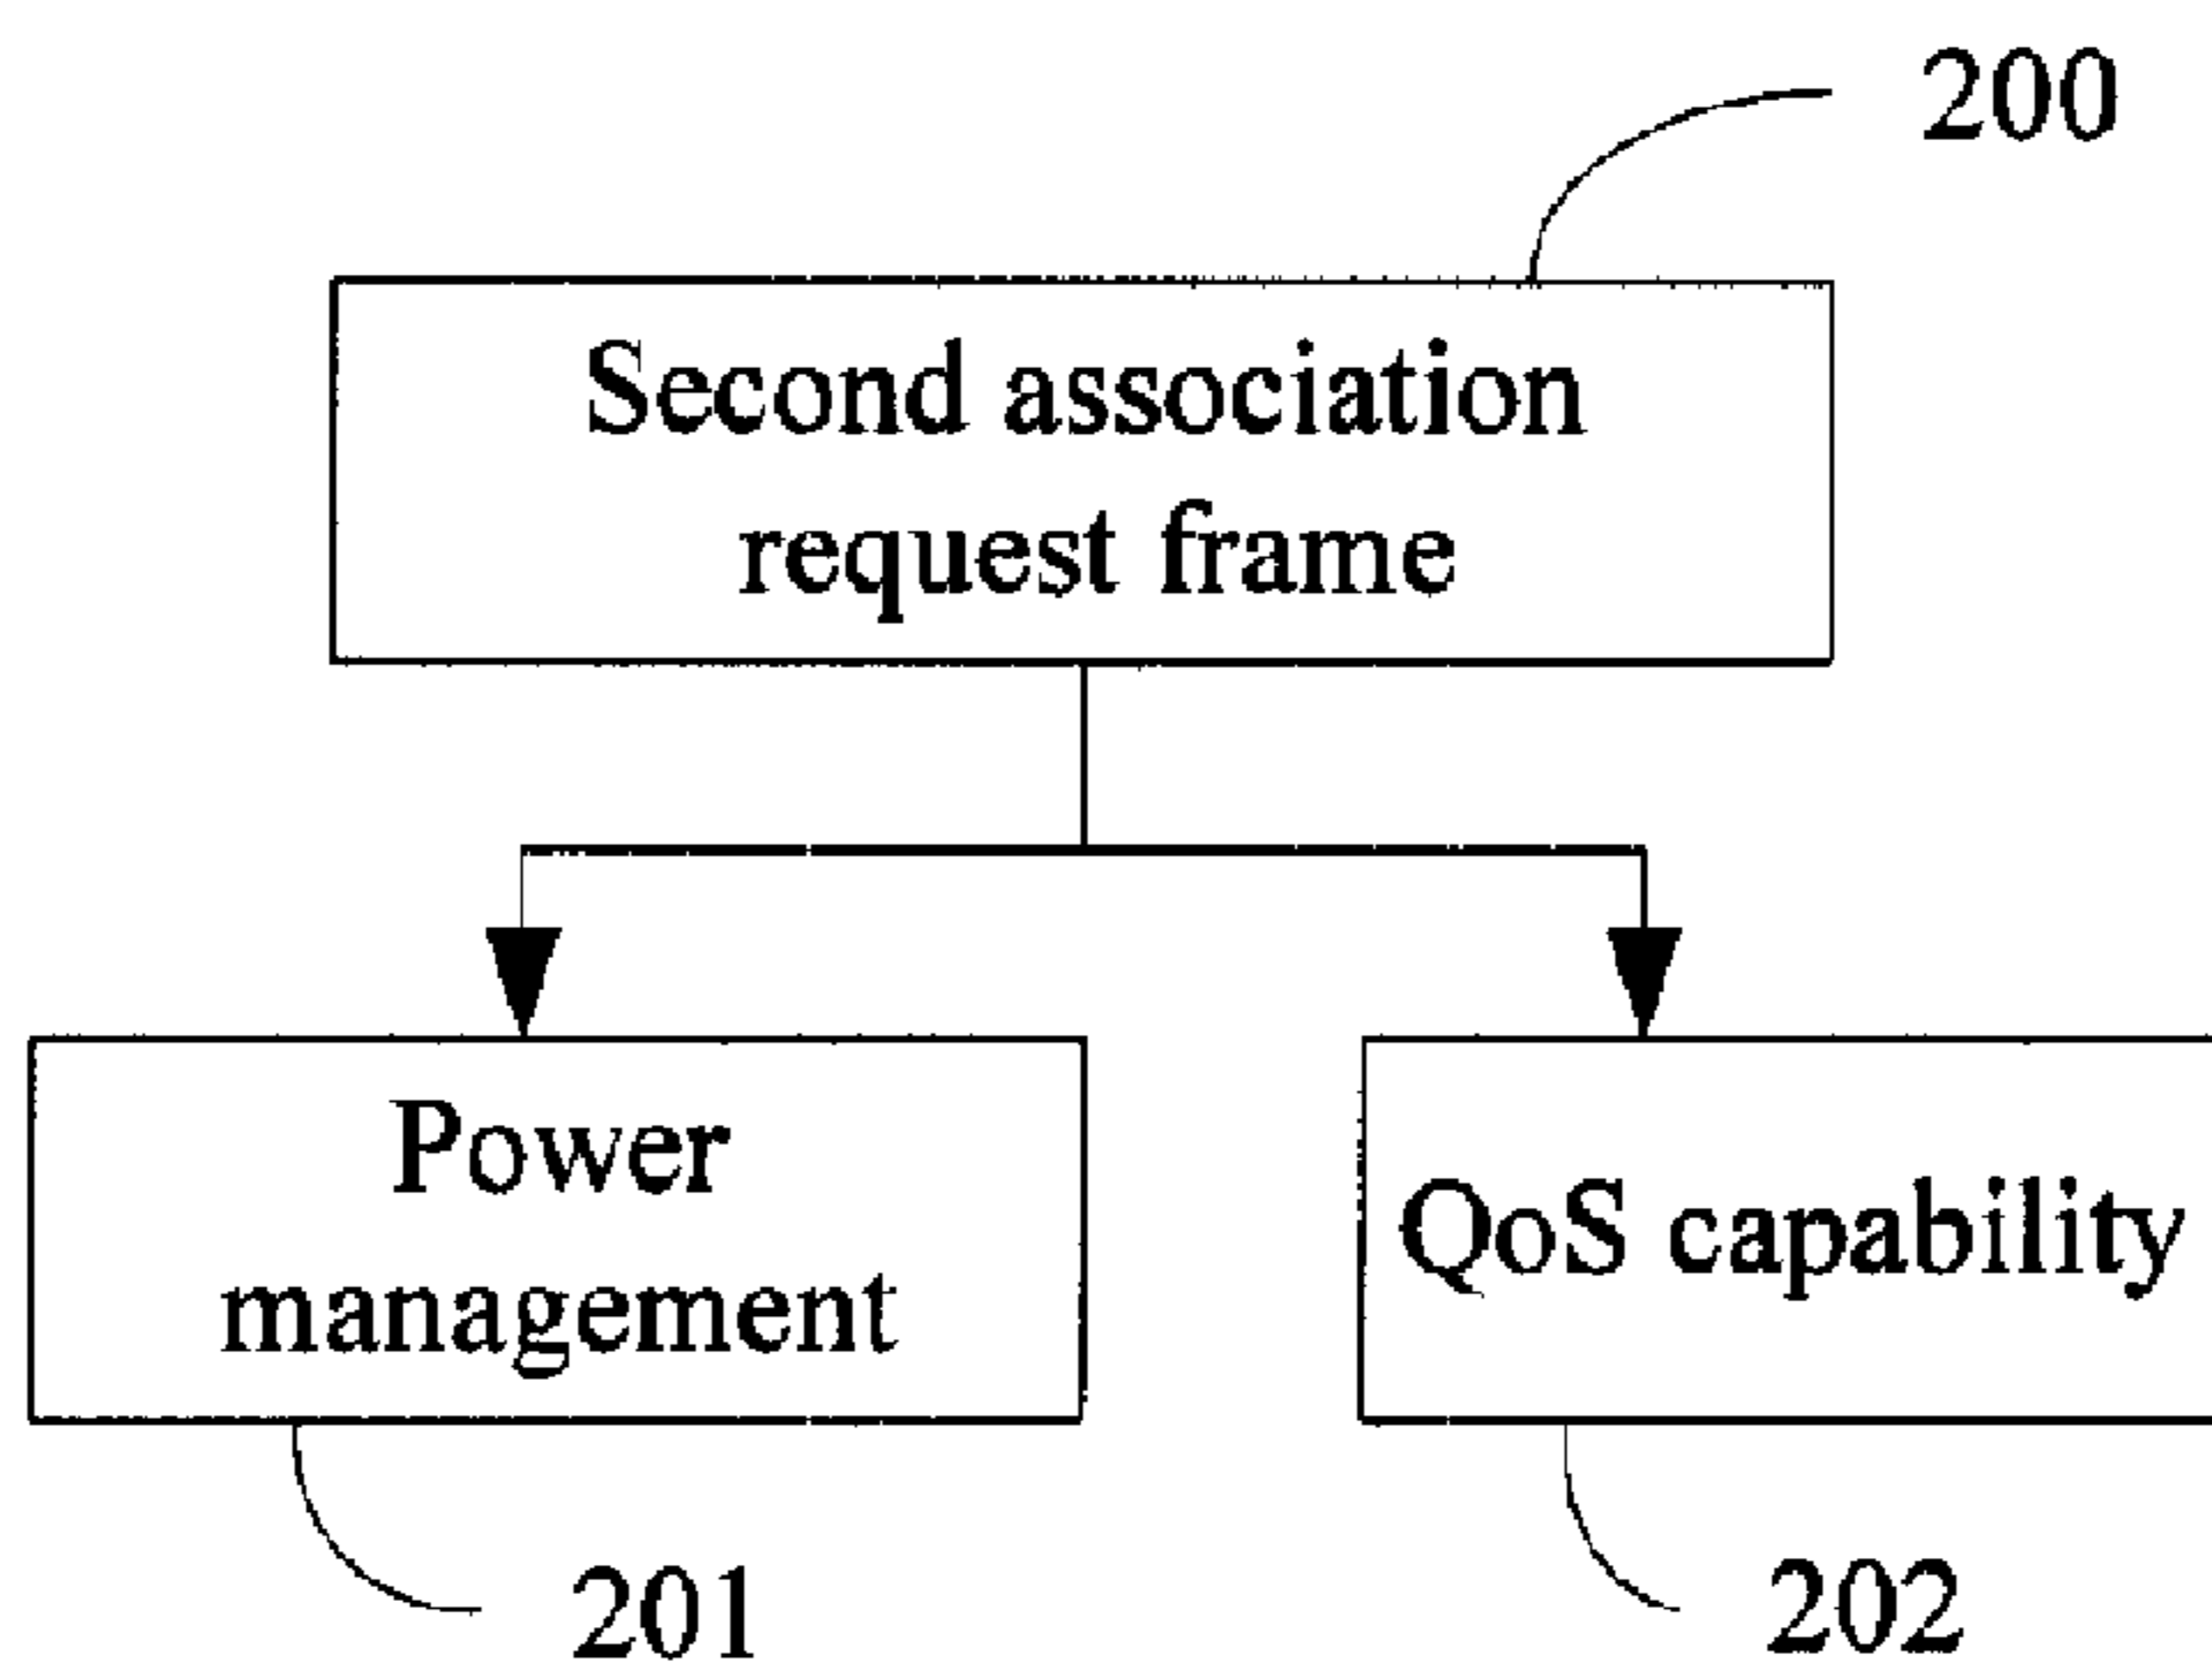 200
Second association
request frame
Power
management
QoS capability
201
202